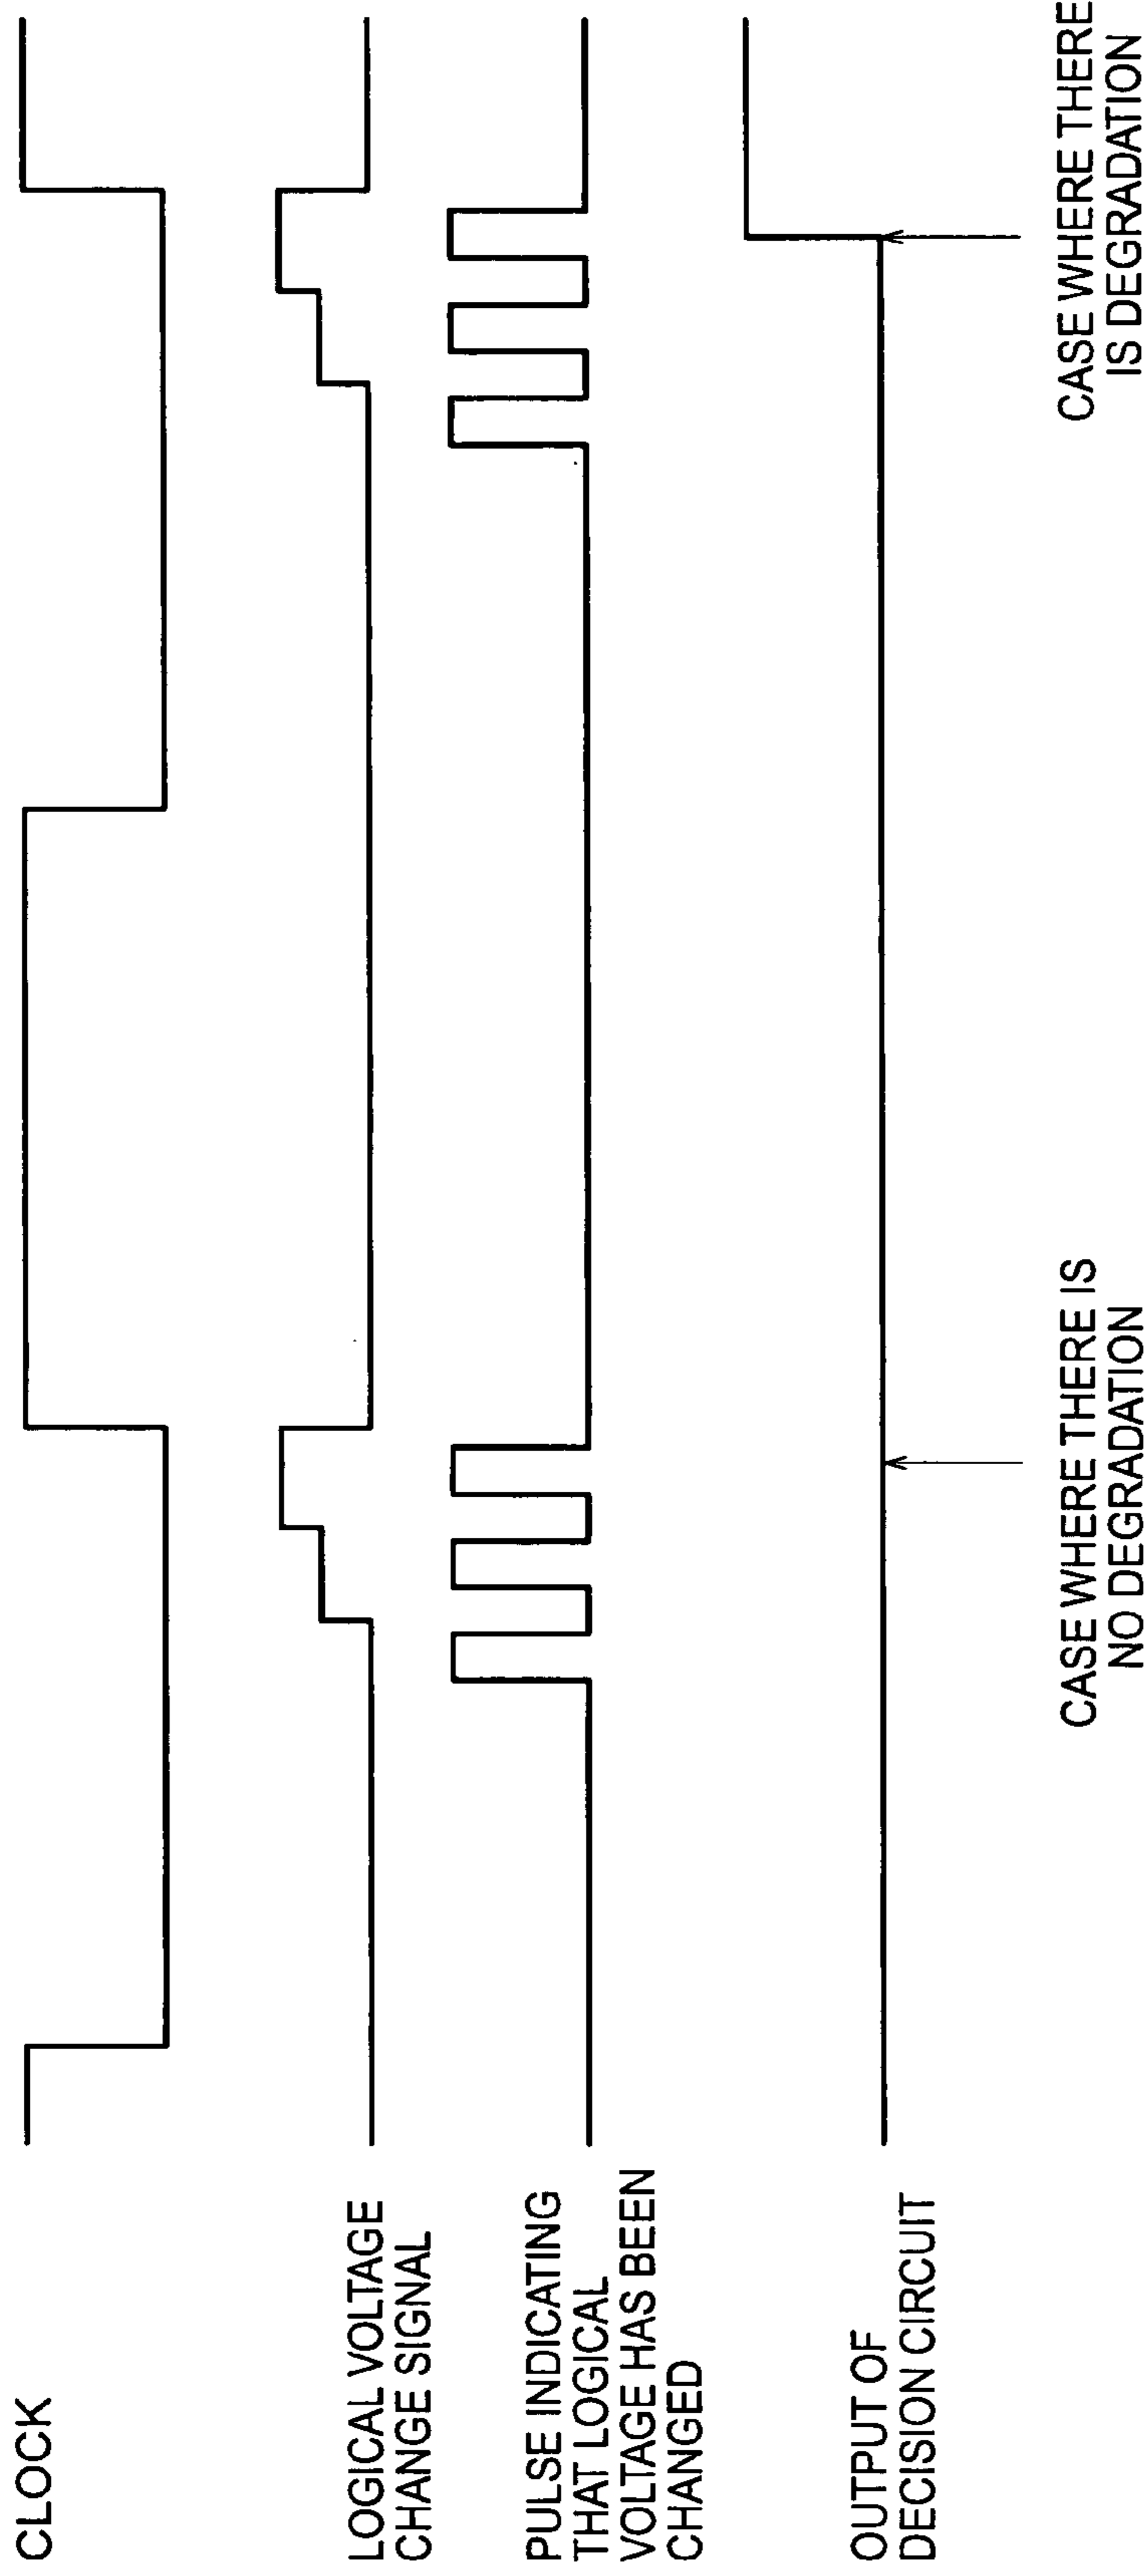 CLOCK
LOGICAL VOLTAGE
CHANGE SIGNAL
PULSE INDICATING
THAT LOGICAL
VOLTAGE HAS BEEN
CHANGED
OUTPUT OF
DECISION CIRCUIT
CASE WHERE THERE IS
NO DEGRADATION
CASE WHERE THERE
IS DEGRADATION